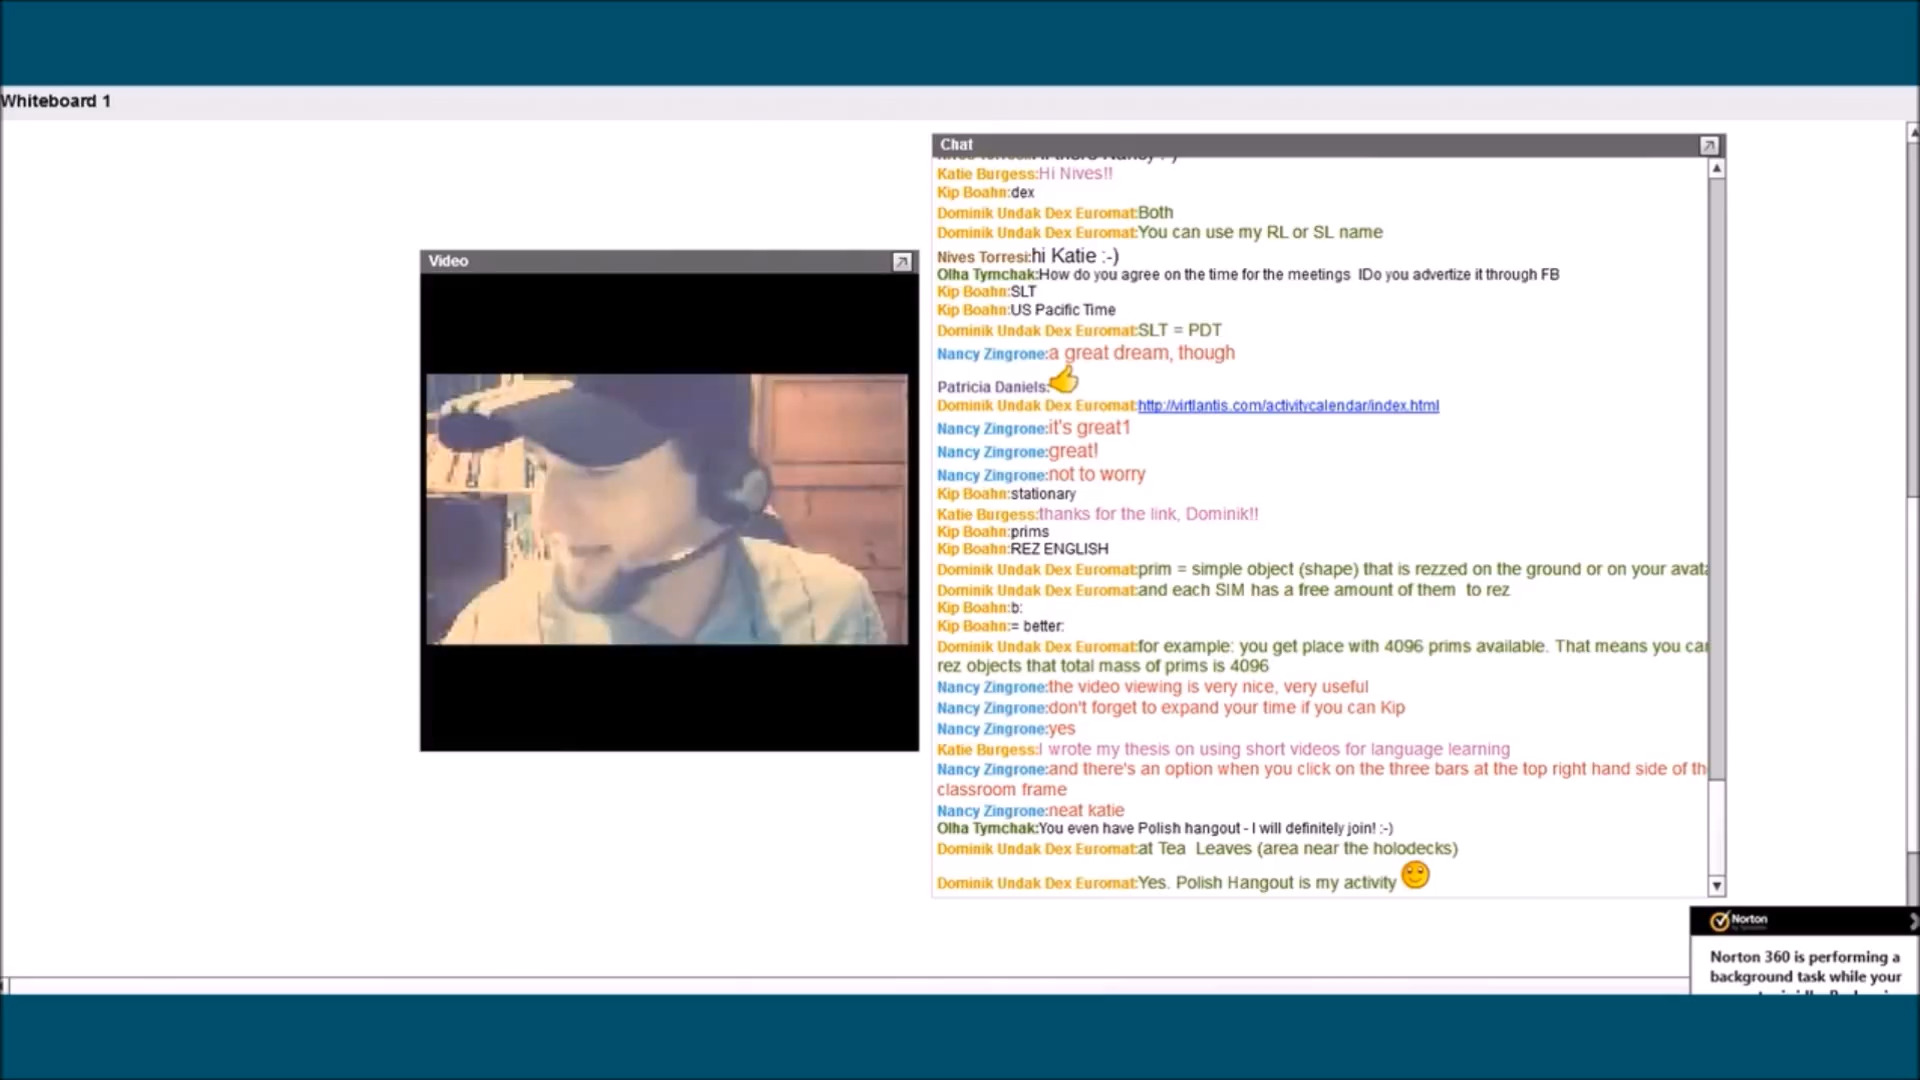 Whiteboard 1
Chat
Katie Burgess:Hi Nives!!
Kip Boahn:dex
Dominik Undak Dex Euromat:Both
Dominik Undak Dex Euromat:You can use my RL or SL name
Video
Nives Torresi:hi Katie :-)
Olha Tymchak:How do you agree on the time for the meetings IDo you advertize it through FB
Kip Boahn:SLT
Kip Boahn:US Pacific Time
Dominik Undak Dex Euromat:SLT = PDT
Nancy Zingrone:a great dream, though
Patricia Daniels:
Dominik Undak Dex Euromat:http://virtlantis.com/activitycalendar/index.html
Nancy Zingrone:it's great1
Nancy Zingrone:great!
Nancy Zingrone:not to worry
Kip Boahn:stationary
Katie Burgess:thanks for the link, Dominik!!
Kip Boahn:prims
Kip Boahn:REZ ENGLISH
Dominik Undak Dex Euromat:prim = simple object (shape) that is rezzed on the ground or on your avata
Dominik Undak Dex Euromat:and each SIM has a free amount of them to rez
Kip Boahn:b:
Kip Boahn:= better:
Dominik Undak Dex Euromat:for example: you get place with 4096 prims available. That means you can
rez objects that total mass of prims is 4096
Nancy Zingrone:the video viewing is very nice, very useful
Nancy Zingrone:don't forget to expand your time if you can Kip
Nancy Zingrone:yes
Katie Burgess:I wrote my thesis on using short videos for language learning
Nancy Zingrone:and there's an option when you click on the three bars at the top right hand side of th
classroom frame
Nancy Zingrone:neat katie
Olha Tymchak:You even have Polish hangout - I will definitely join! :-)
Dominik Undak Dex Euromat:at Tea Leaves (area near the holodecks)
Dominik Undak Dex Euromat:Yes. Polish Hangout is my activity
Norton
Norton 360 is performing a
background task while your